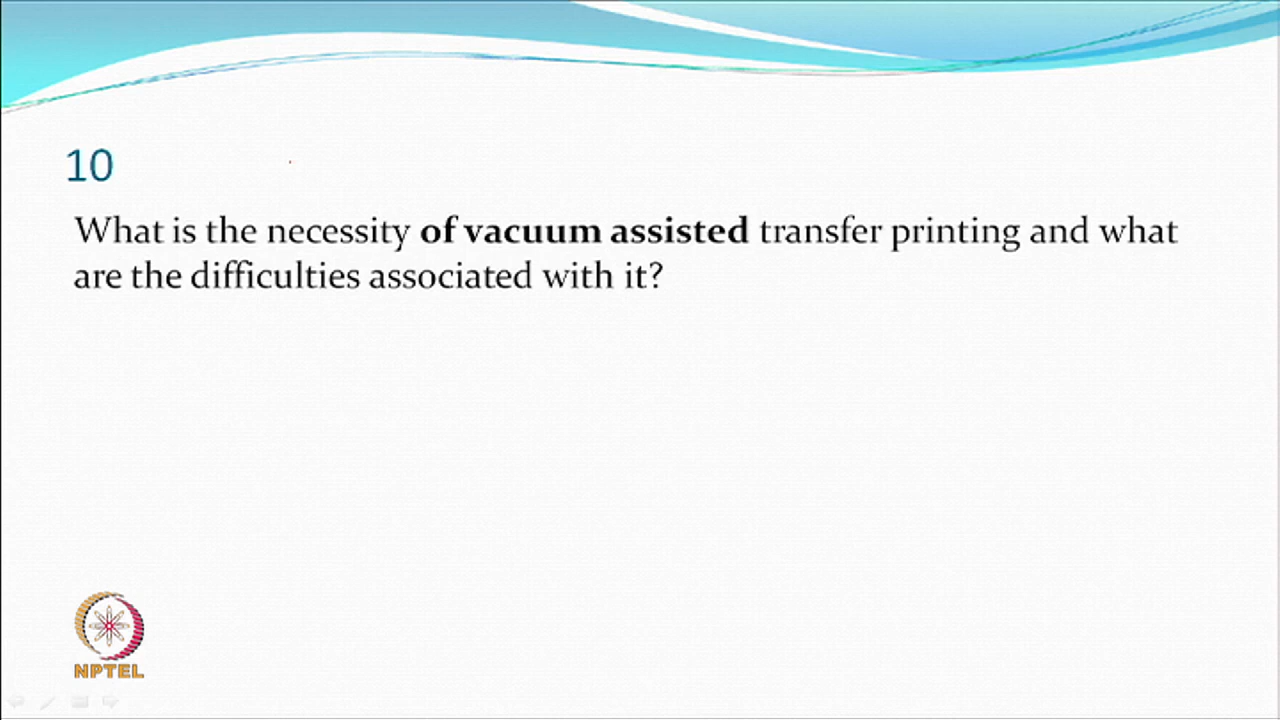 10
What is the necessity of vacuum assisted transfer printing and what
are the difficulties associated with it?
NPTEL